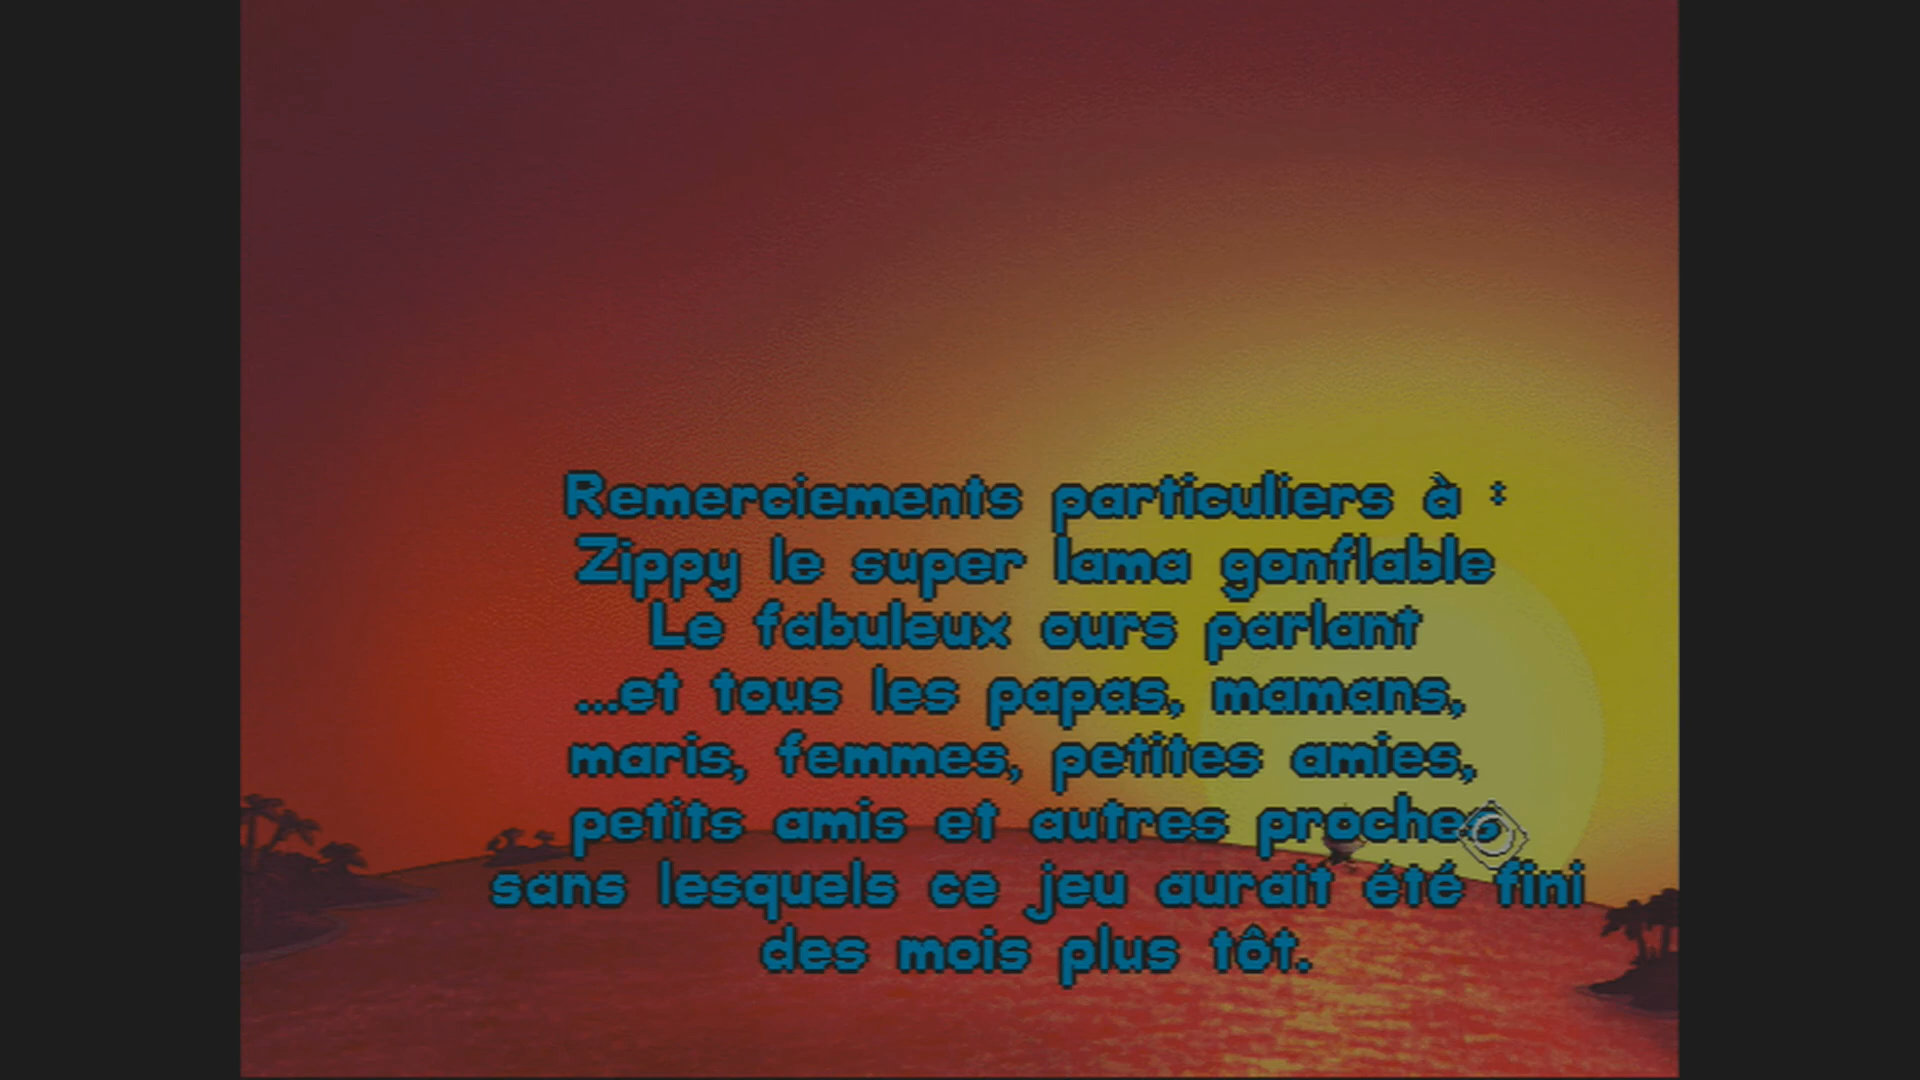 Remerciements particuliers à :
Zippy le super lama gonflable
Le fabuleux ours parlant
...et tous les papas, mamans,
maris, femmes, petites amies,
petits amis et autres proches
sans lesquels ce jeu aurait été fini
des mois plus tôt.